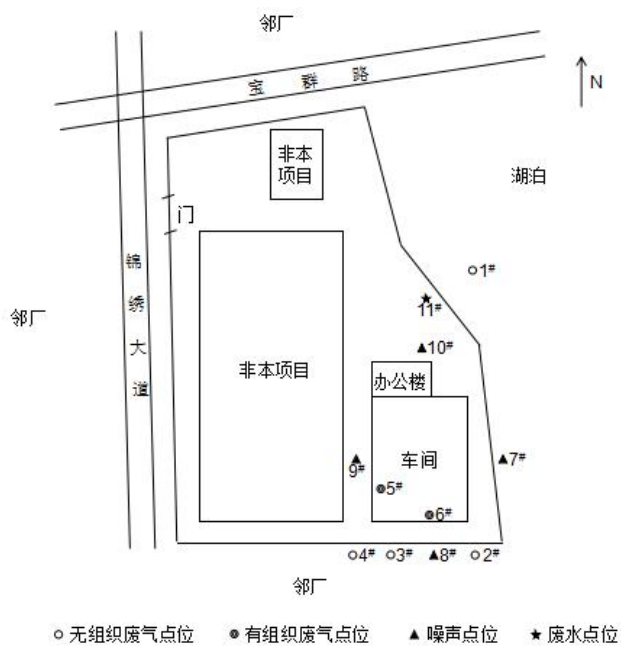 邻厂
宝群路
N
非本
项目
湖泊
门
1#
锦绣大道
11#
邻厂
10#
非本项目
办公楼
车间
7#
9#
5#
6#
4#
3#
8#
2#
邻厂
无组织废气点位 有组织废气点位 噪声点位 废水点位